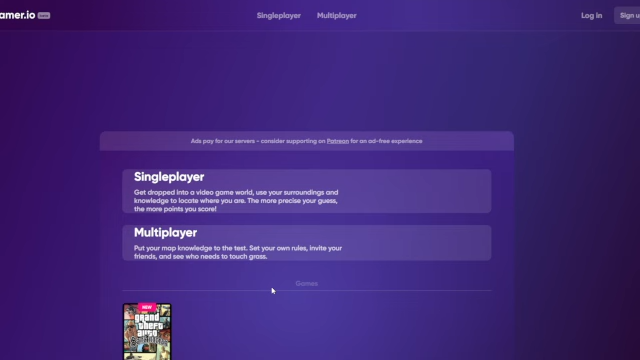 amer.io
Singleplayer Multiplayer Log in Sign u
Ads pay for our servers - consider supporting on Patreon for an ad-free experience
Singleplayer
Get dropped into a video game world, use your surroundings and
knowledge to locate where you are. The more precise your guess,
the more points you score!
Multiplayer
Put your map knowledge to the test. Set your own rules, invite your
friends, and see who needs to touch grass.
Games
NEW
grand
theft
auto